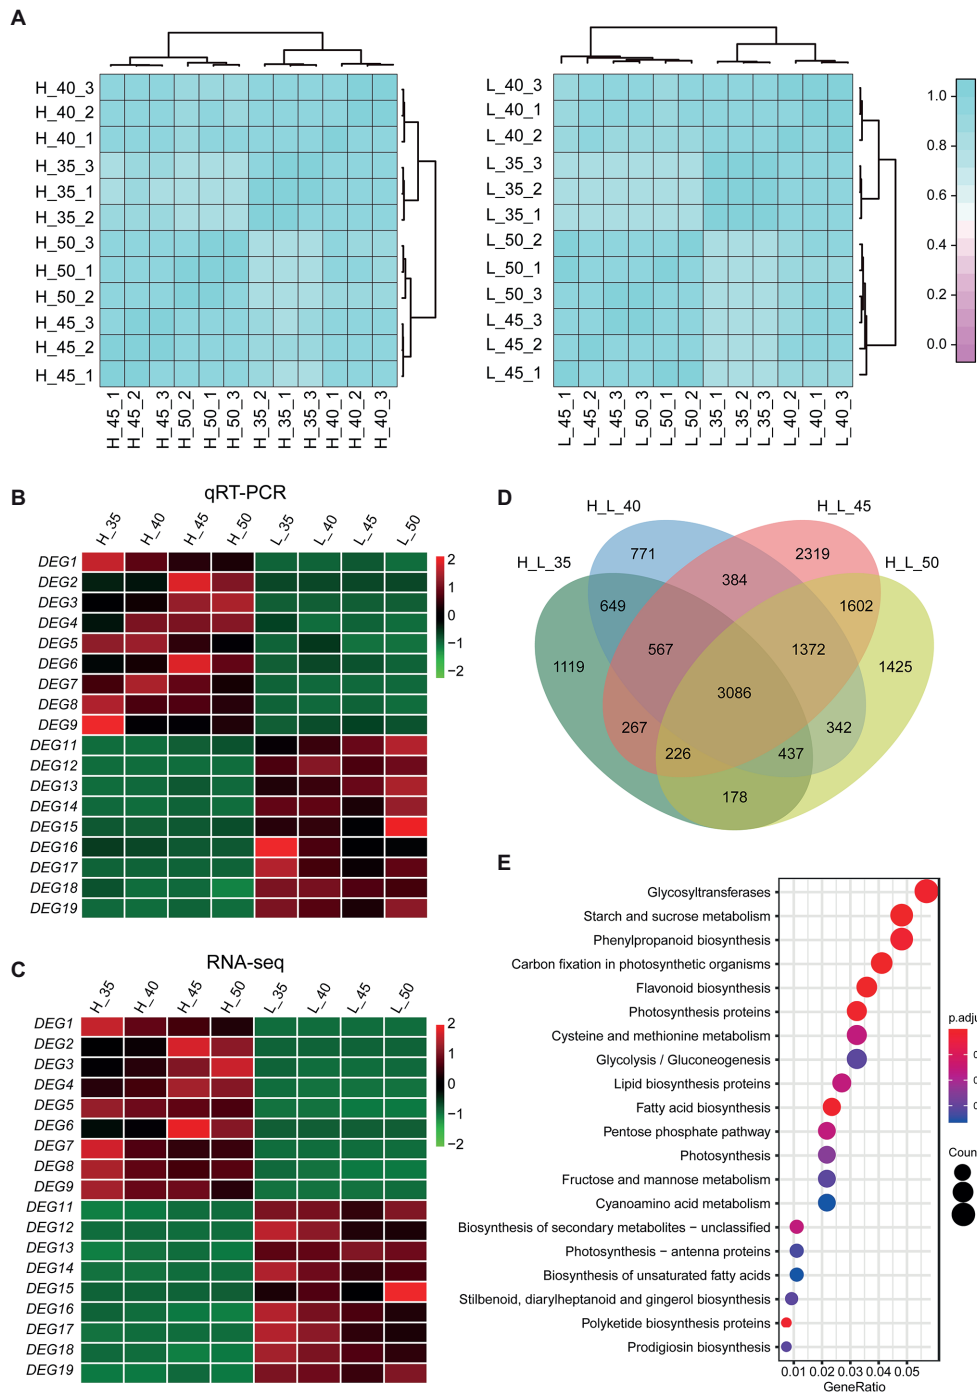 A
H_40_3
H_40_2
H_40_1
H_35_3
H_35_1
H_35_2
H_50_3
H_50_1
H_50_2
H_45_3
H_45_2
H_45_1
H_45_1
H_45_2
H_45_3
H_50_2
H_50_1
H_50_3
H_35_2
H_35_1
H_35_3
H_40_1
H_40_2
H_40_3
L_40_3
L_40_1
L_40_2
L_35_3
L_35_2
L_35_1
L_50_2
L_50_1
L_50_3
L_45_3
L_45_2
L_45_1
L_45_1
L_45_2
L_45_3
L_50_3
L_50_1
L_50_2
L_35_1
L_35_2
L_35_3
L_40_2
L_40_1
L_40_3
1.0
0.8
0.6
0.4
0.2
0.0
B
qRT-PCR
H_35
H_40
H_45
H_50
L_35
L_40
L_45
L_50
DEG1
DEG2
DEG3
DEG4
DEG5
DEG6
DEG7
DEG8
DEG9
DEG11
DEG12
DEG13
DEG14
DEG15
DEG16
DEG17
DEG18
DEG19
2
1
0
−1
−2
C
RNA-seq
H_35
H_40
H_45
H_50
L_35
L_40
L_45
L_50
DEG1
DEG2
DEG3
DEG4
DEG5
DEG6
DEG7
DEG8
DEG9
DEG11
DEG12
DEG13
DEG14
DEG15
DEG16
DEG17
DEG18
DEG19
2
1
0
−1
−2
D
H_L_40
H_L_45
H_L_35
H_L_50
771
2319
384
649
1602
567
1372
1119
1425
3086
267
342
226
437
178
E
Glycosyltransferases
Starch and sucrose metabolism
Phenylpropanoid biosynthesis
Carbon fixation in photosynthetic organisms
Flavonoid biosynthesis
Photosynthesis proteins
Cysteine and methionine metabolism
Glycolysis / Gluconeogenesis
Lipid biosynthesis proteins
Fatty acid biosynthesis
Pentose phosphate pathway
Photosynthesis
Fructose and mannose metabolism
Cyanoamino acid metabolism
Biosynthesis of secondary metabolites − unclassified
Photosynthesis − antenna proteins
Biosynthesis of unsaturated fatty acids
Stilbenoid, diarylheptanoid and gingerol biosynthesis
Polyketide biosynthesis proteins
Prodigiosin biosynthesis
0.01 0.02 0.03 0.04 0.05
GeneRatio
p.adju
Coun